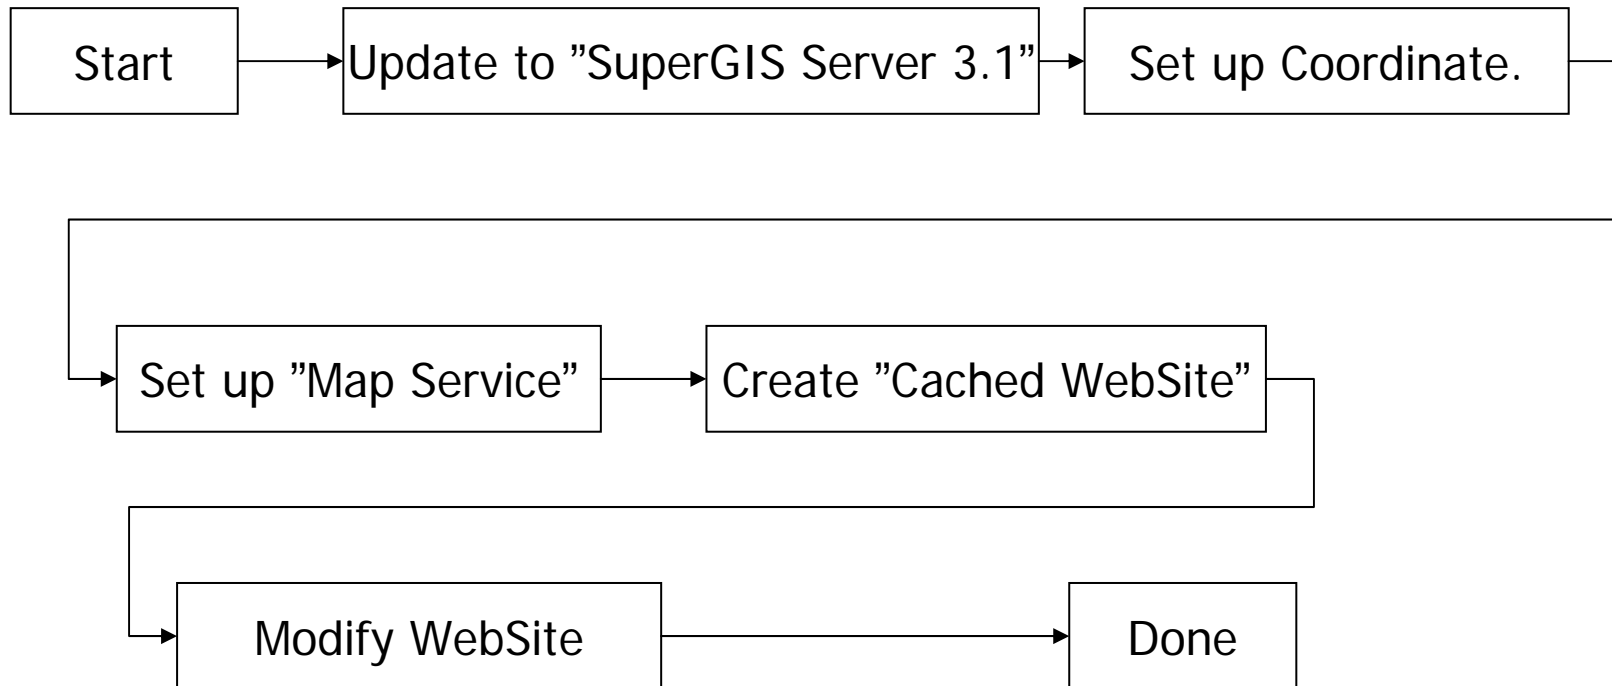 Start
Update to ”SuperGIS Server 3.1”
Set up Coordinate.
Set up ”Map Service”
Create ”Cached WebSite”
Modify WebSite
Done